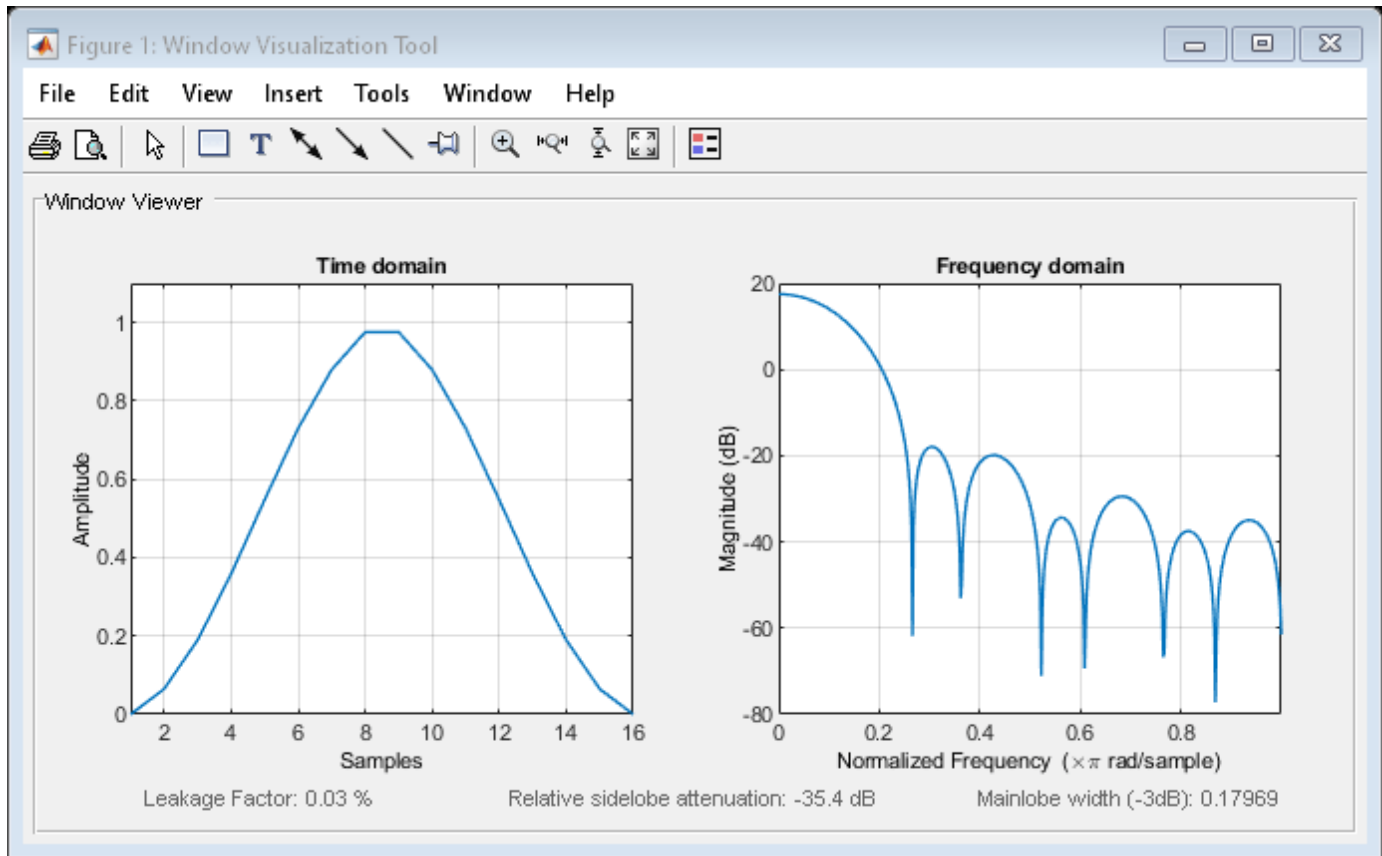 Figure 1: Window Visualization Tool
File Edit View Insert Tools Window Help
T
Window Viewer
Time domain
1
0.8
0.6
0.4
0.2
0
Amplitude
2 4 6 8 10 12 14 16
Samples
Frequency domain
20
0
-20
-40
-60
-80
Magnitude (dB)
0 0.2 0.4 0.6 0.8
Normalized Frequency (×π rad/sample)
Leakage Factor: 0.03 % Relative sidelobe attenuation: -35.4 dB Mainlobe width (-3dB): 0.17969